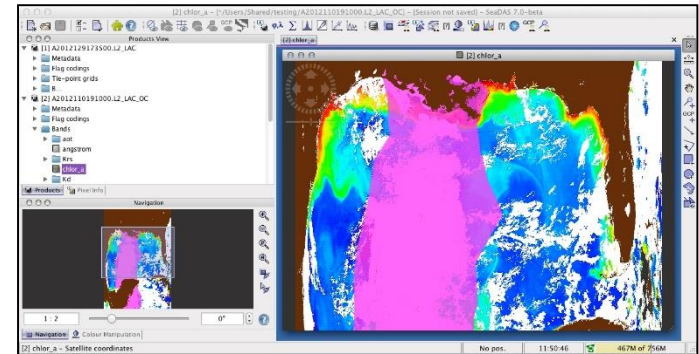 [2] chlor_a – [*/Users/Shared/testing/A2012110191000.L2_LAC_OC] – [Session not saved] – SeaDAS 7.0-beta
Products View
[1] A2012129173500.L2_LAC
Metadata
Flag codings
Tie-point grids
B...
[2] A2012110191000.L2_LAC_OC
Metadata
Flag codings
Bands
aot
angstrom
Rrs
chlor_a
Kd
Products
Pixel Info
Navigation
1 : 2
0°
Navigation
Colour Manipulation
[2] chlor_a
[2] chlor_a
GCP
[2] chlor_a – Satellite coordinates
No pos.
11:50:46
467M of 756M